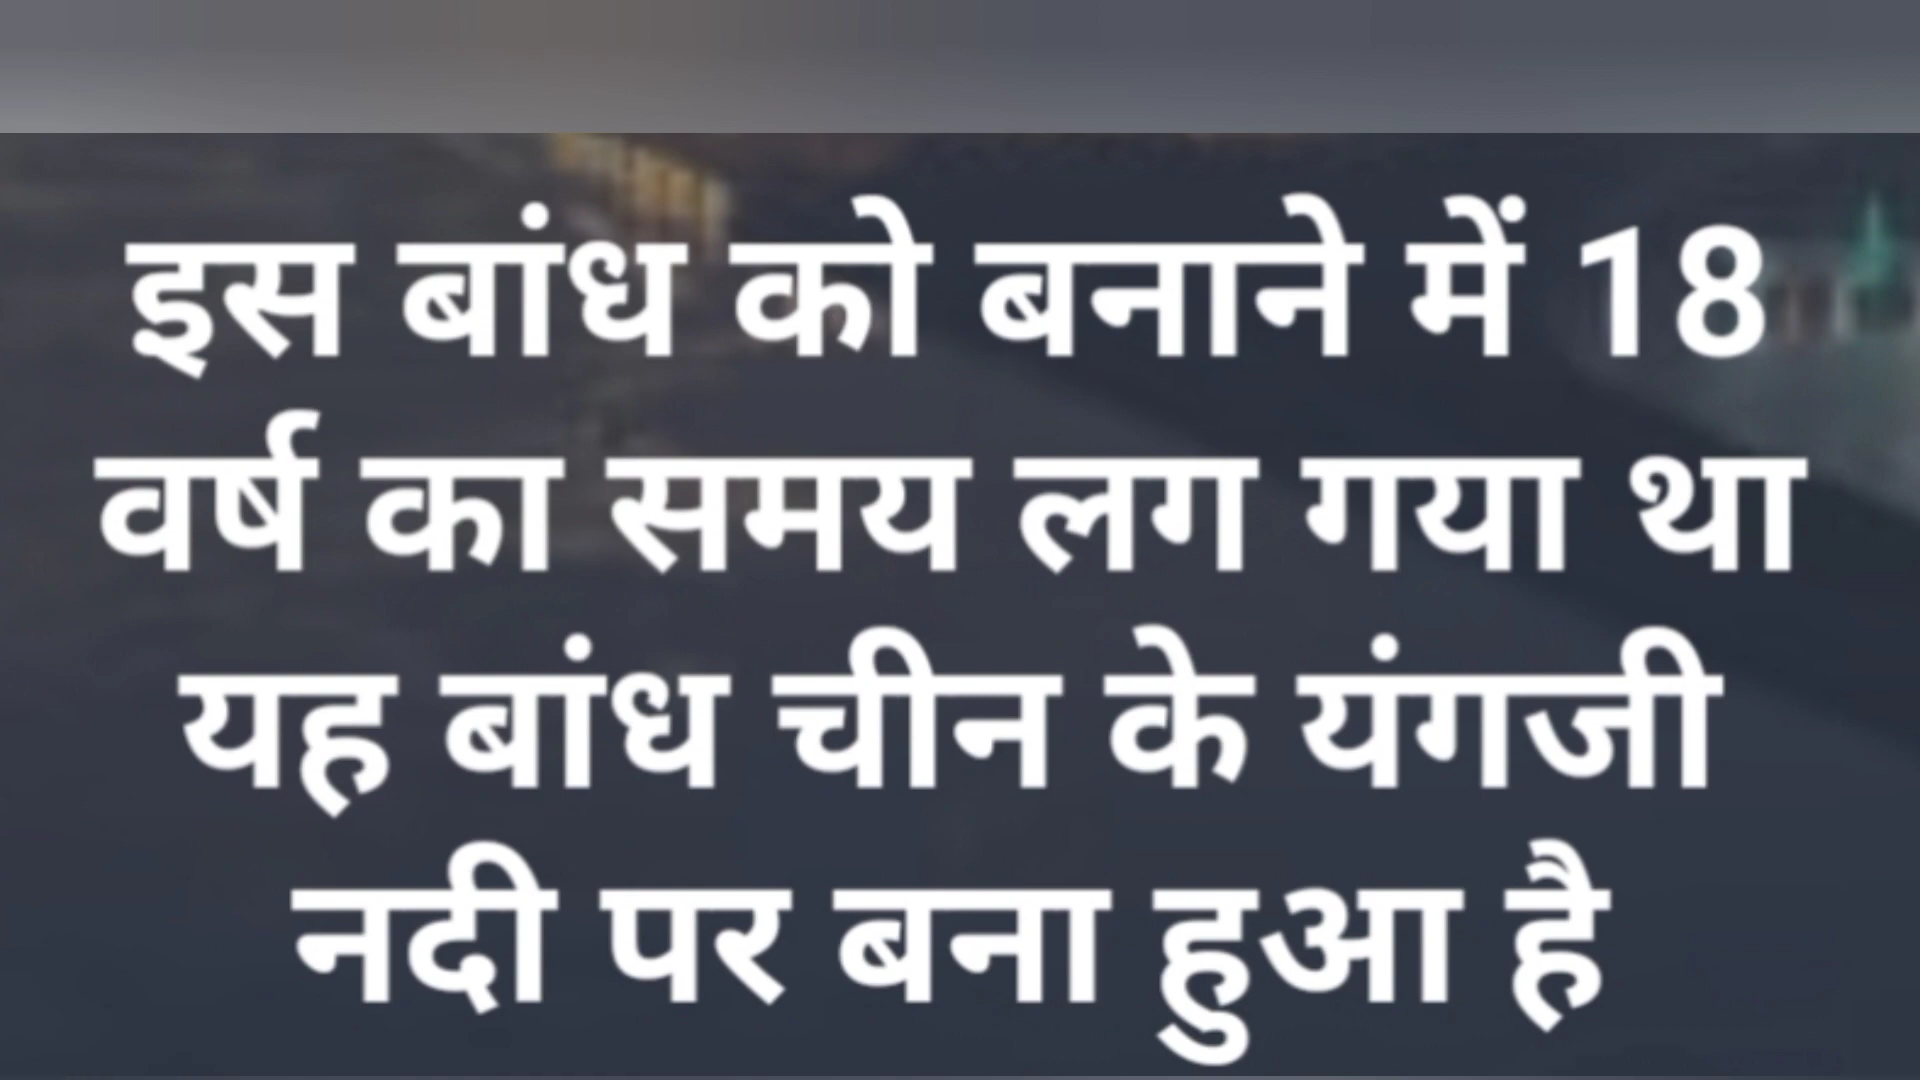 इस बांध को बनाने में 18
वर्ष का समय लग गया था
यह बांध चीन के यंगजी
नदी पर बना हुआ है